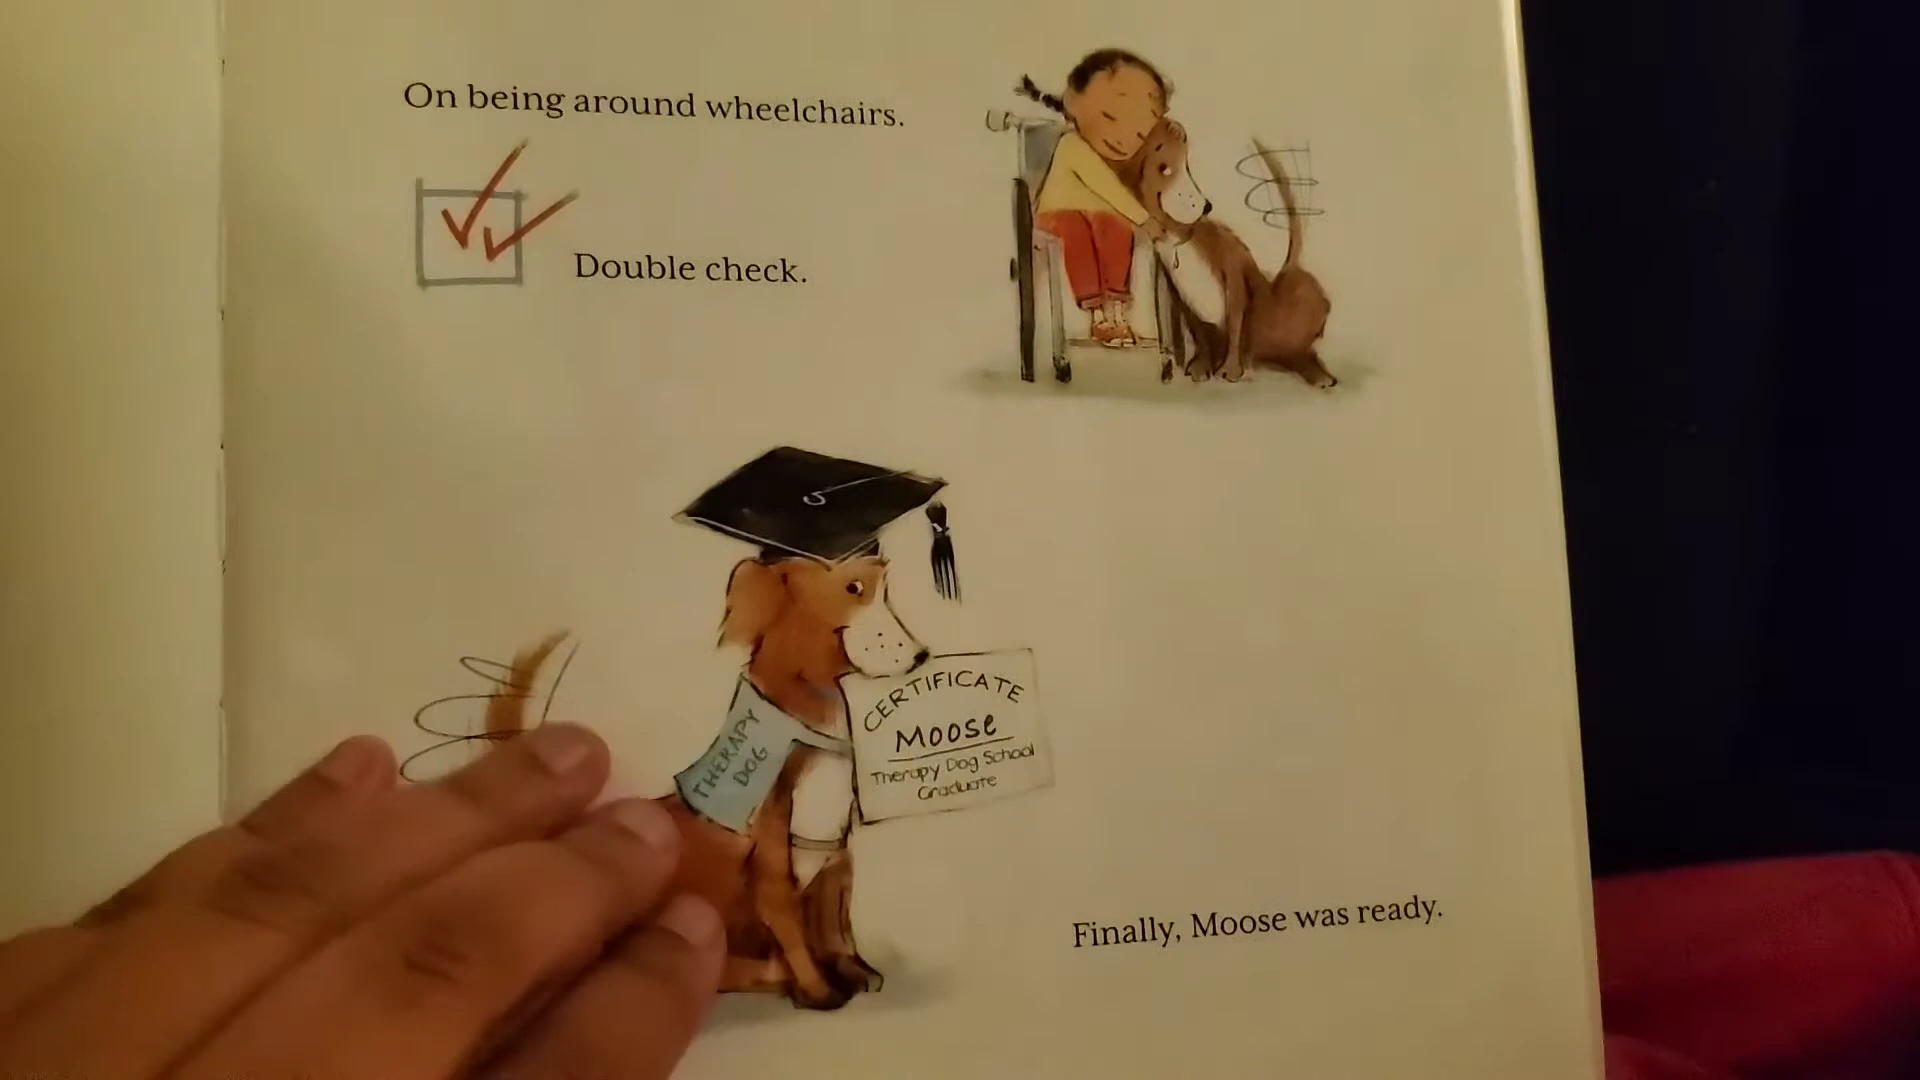 On being around wheelchairs.
Double check.
CERTIFICATE
Moose
Therapy Dog School
Graduate
THERAPY
DOG
Finally, Moose was ready.